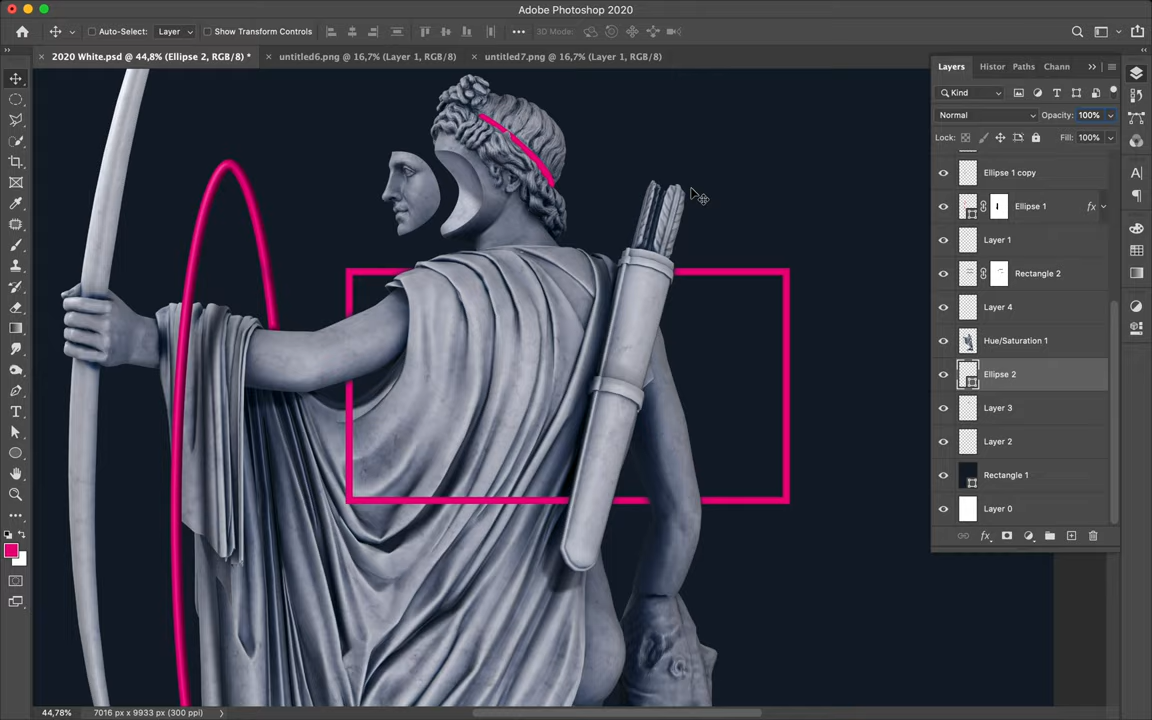 Adobe Photoshop 2020
Auto-Select: Layer Show Transform Controls 3D Mode:
2020 White.psd @ 44,8% (Ellipse 2, RGB/8) * untitled6.png @ 16,7% (Layer 1, RGB/8) untitled7.png @ 16,7% (Layer 1, RGB/8)
Layers Histor Paths Chann
Kind
Normal Opacity: 100%
Lock: Fill: 100%
Ellipse 1 copy
Ellipse 1 fx
Layer 1
Rectangle 2
Layer 4
Hue/Saturation 1
Ellipse 2
Layer 3
Layer 2
Rectangle 1
Layer 0
fx
44,78% 7016 px x 9933 px (300 ppi)